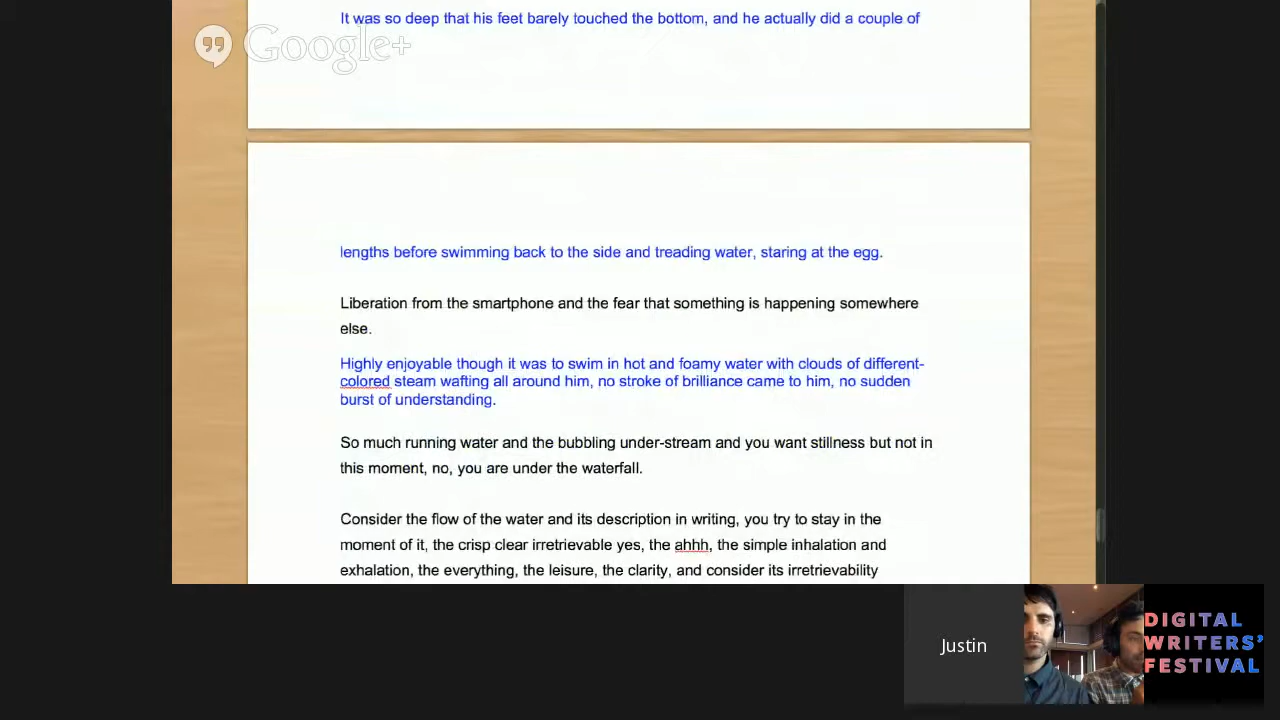 It was so deep that his feet barely touched the bottom, and he actually did a couple of
Google+
lengths before swimming back to the side and treading water, staring at the egg.
Liberation from the smartphone and the fear that something is happening somewhere
else.
Highly enjoyable though it was to swim in hot and foamy water with clouds of different-
colored steam wafting all around him, no stroke of brilliance came to him, no sudden
burst of understanding.
So much running water and the bubbling under-stream and you want stillness but not in
this moment, no, you are under the waterfall.
Consider the flow of the water and its description in writing, you try to stay in the
moment of it, the crisp clear irretrievable yes, the ahhh, the simple inhalation and
exhalation, the everything, the leisure, the clarity, and consider its irretrievability
Justin
DIGITAL
WRITERS'
FESTIVAL